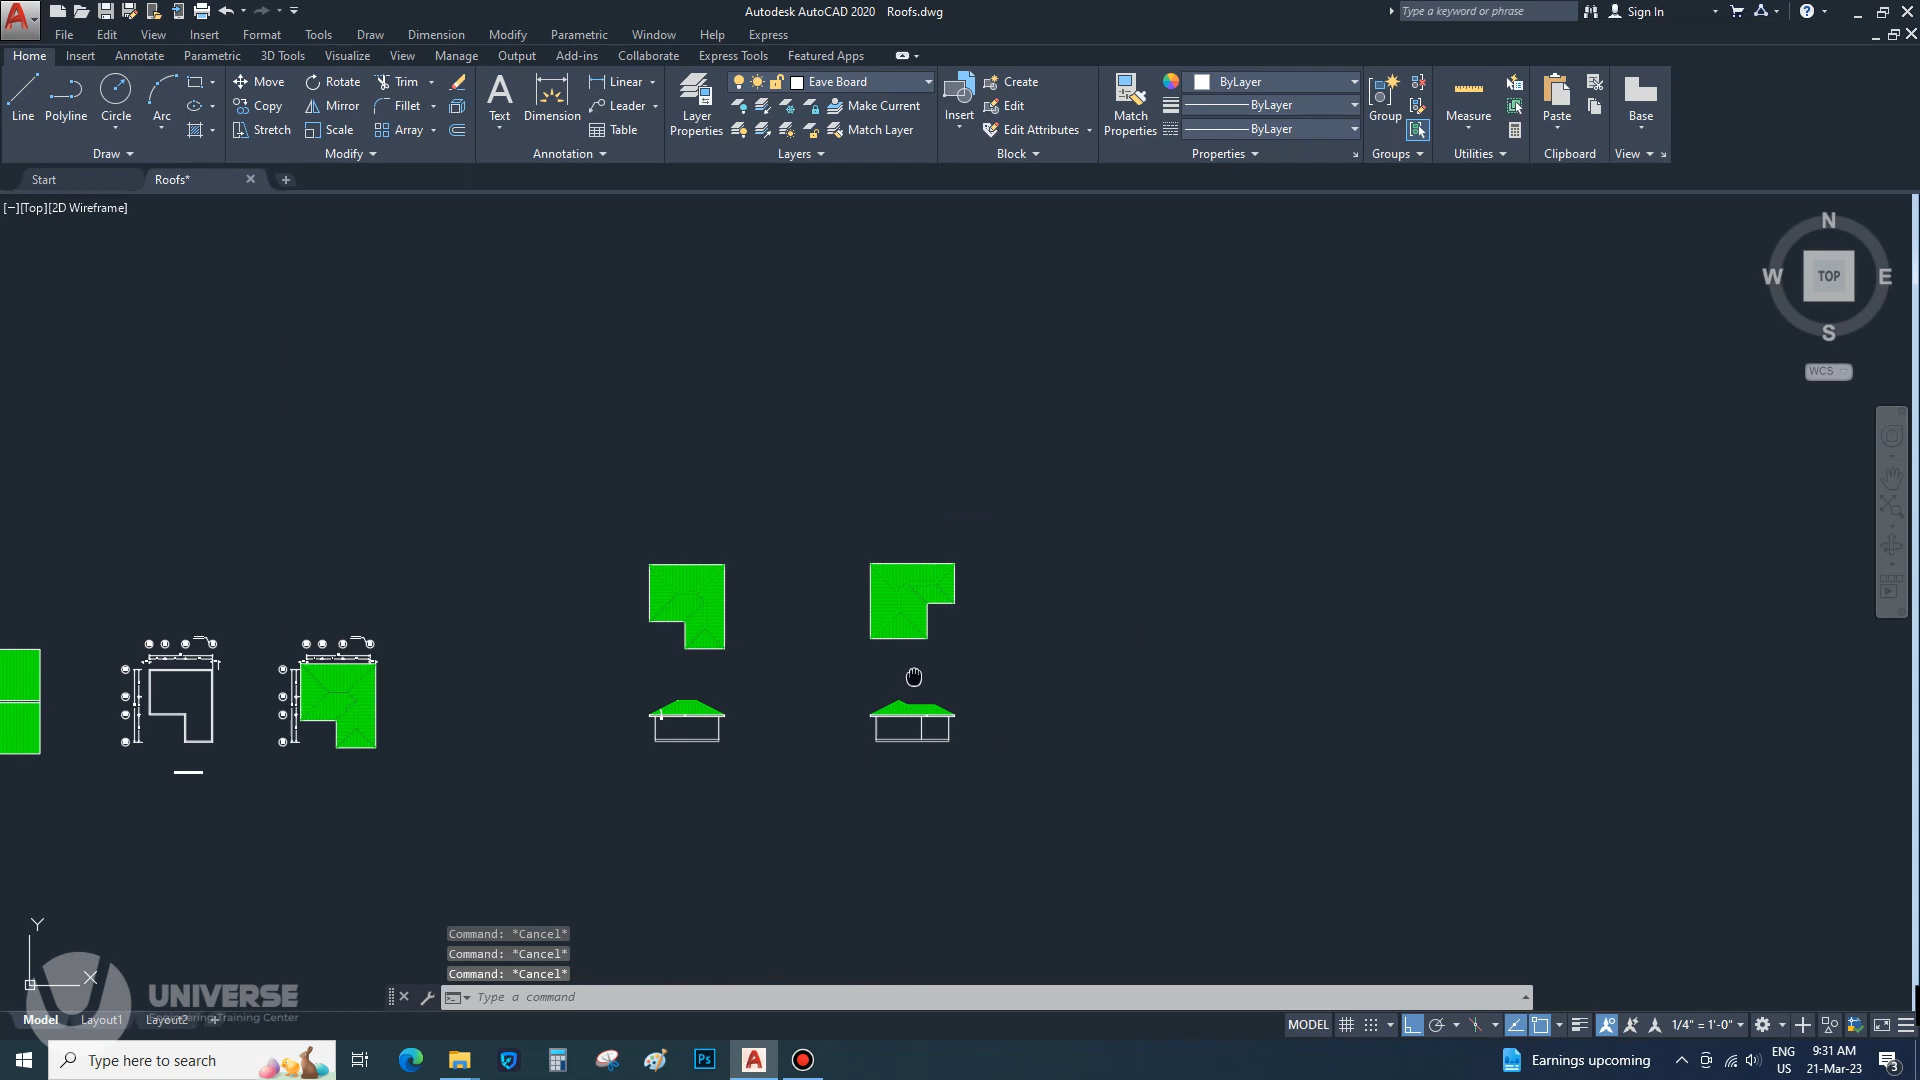 Autodesk AutoCAD 2020 Roofs.dwg
Type a keyword or phrase
Sign In
File Edit View Insert Format Tools Draw Dimension Modify Parametric Window Help Express
Home Insert Annotate Parametric 3D Tools Visualize View Manage Output Add-ins Collaborate Express Tools Featured Apps
Line
Polyline
Circle
Arc
Draw
Move
Rotate
Trim
Copy
Mirror
Fillet
Stretch
Scale
Array
Modify
Text
Dimension
Linear
Leader
Table
Annotation
Layer
Properties
Eave Board
Make Current
Match Layer
Layers
Insert
Create
Edit
Edit Attributes
Block
Match
Properties
ByLayer
ByLayer
ByLayer
Properties
Group
Groups
Measure
Utilities
Paste
Clipboard
Base
View
Start
Roofs*
[−][Top][2D Wireframe]
N
W
TOP
E
S
WCS
Y
X
Command: *Cancel*
Command: *Cancel*
Command: *Cancel*
Type a command
UNIVERSE
Engineering Training Center
Model Layout1 Layout2
MODEL
1/4" = 1'-0"
Type here to search
Ps
Earnings upcoming
ENG
US
9:31 AM
21-Mar-23
3